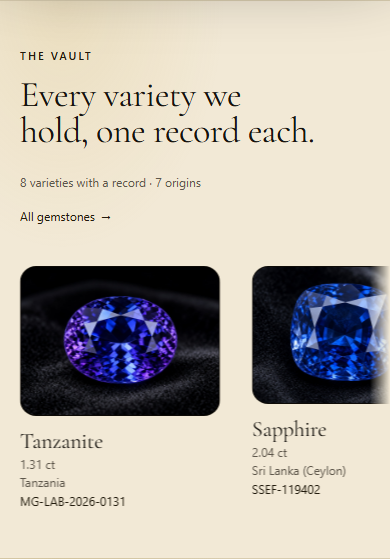 THE VAULT
Every variety we
hold, one record each.
8 varieties with a record · 7 origins
All gemstones →
Tanzanite
1.31 ct
Tanzania
MG-LAB-2026-0131
Sapphire
2.04 ct
Sri Lanka (Ceylon)
SSEF-119402